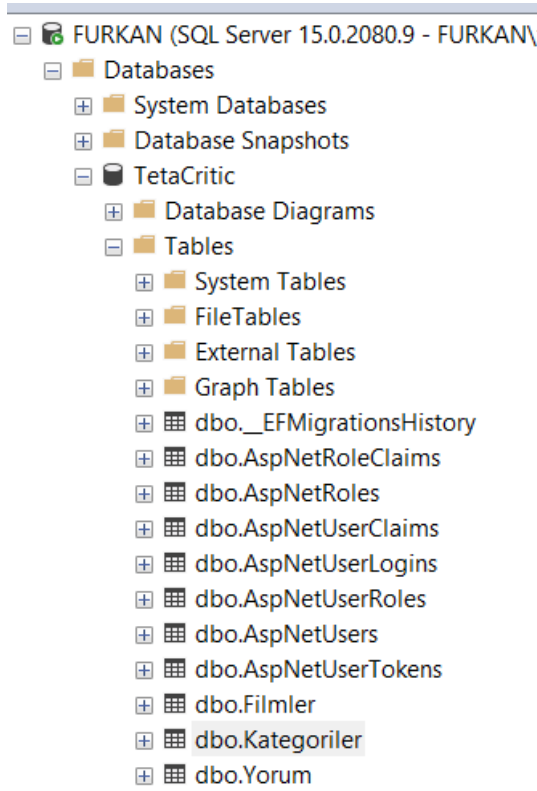 FURKAN (SQL Server 15.0.2080.9 - FURKAN\
Databases
System Databases
Database Snapshots
TetaCritic
Database Diagrams
Tables
System Tables
FileTables
External Tables
Graph Tables
dbo.__EFMigrationsHistory
dbo.AspNetRoleClaims
dbo.AspNetRoles
dbo.AspNetUserClaims
dbo.AspNetUserLogins
dbo.AspNetUserRoles
dbo.AspNetUsers
dbo.AspNetUserTokens
dbo.Filmler
dbo.Kategoriler
dbo.Yorum